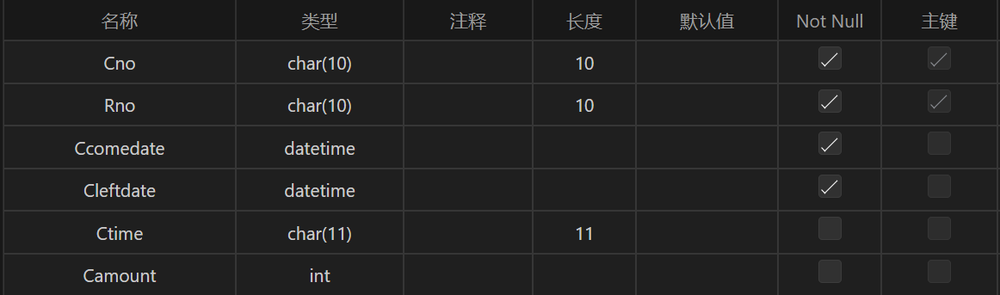 名称 类型 注释 长度 默认值 Not Null 主键
Cno char(10) 10
Rno char(10) 10
Ccomedate datetime
Cleftdate datetime
Ctime char(11) 11
Camount int